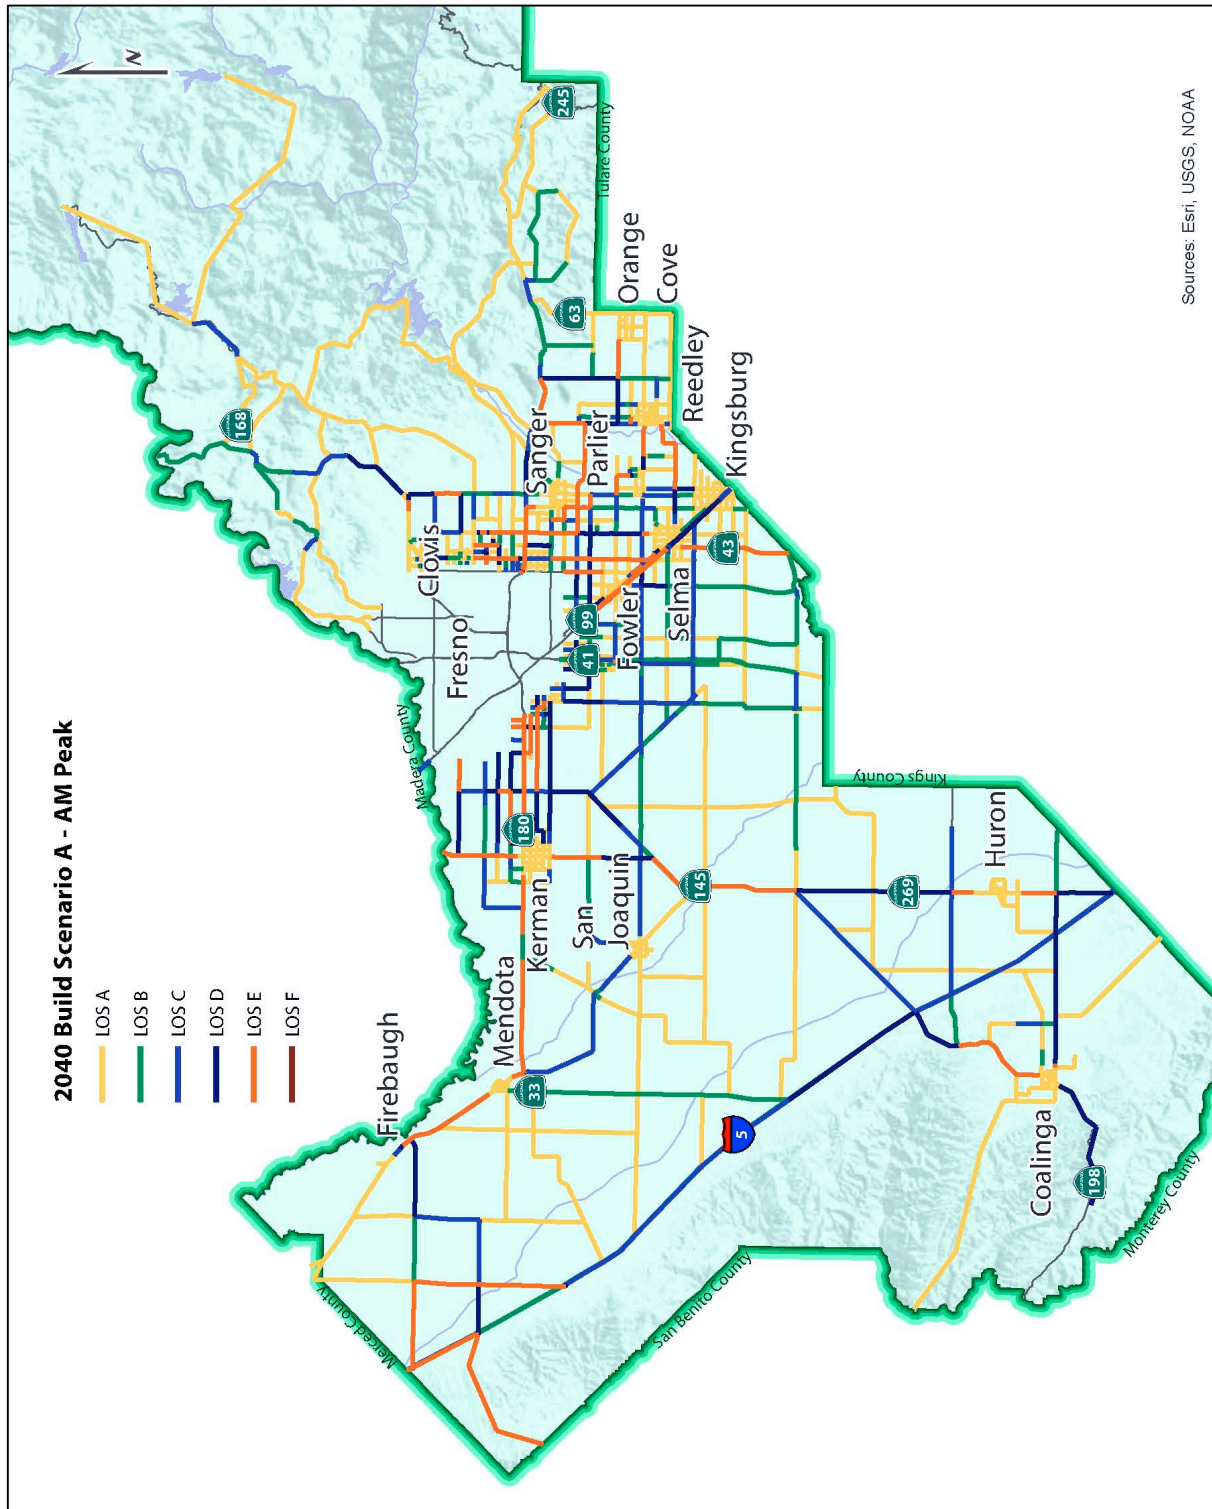 2040 Build Scenario A - AM Peak
LOS A
LOS B
LOS C
LOS D
LOS E
LOS F
N
Merced County
Madera County
Firebaugh
Mendota
33
Kerman
180
San
Joaquin
145
Fresno
Clovis
168
41
99
Fowler
Selma
43
Sanger
Parlier
Reedley
Kingsburg
63
Orange
Cove
245
Tulare County
Kings County
5
269
Huron
Coalinga
198
San Benito County
Monterey County
Sources: Esri, USGS, NOAA